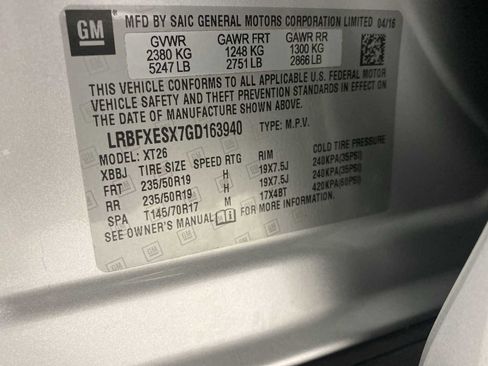 GM
MFD BY SAIC GENERAL MOTORS CORPORATION LIMITED 04/16
GVWR GAWR FRT GAWR RR
2380 KG 1248 KG 1300 KG
5247 LB 2751 LB 2866 LB
THIS VEHICLE CONFORMS TO ALL APPLICABLE U.S. FEDERAL MOTOR
VEHICLE SAFETY AND THEFT PREVENTION STANDARDS IN EFFECT ON
THE DATE OF MANUFACTURE SHOWN ABOVE.
LRBFXESX7GD163940 TYPE: M.P.V.
MODEL: XT26
XBBJ TIRE SIZE SPEED RTG RIM COLD TIRE PRESSURE
FRT 235/50R19 H 19X7.5J 240KPA(35PSI)
RR 235/50R19 H 19X7.5J 240KPA(35PSI)
SPA T145/70R17 M 17X4BT 420KPA(60PSI)
SEE OWNER'S MANUAL